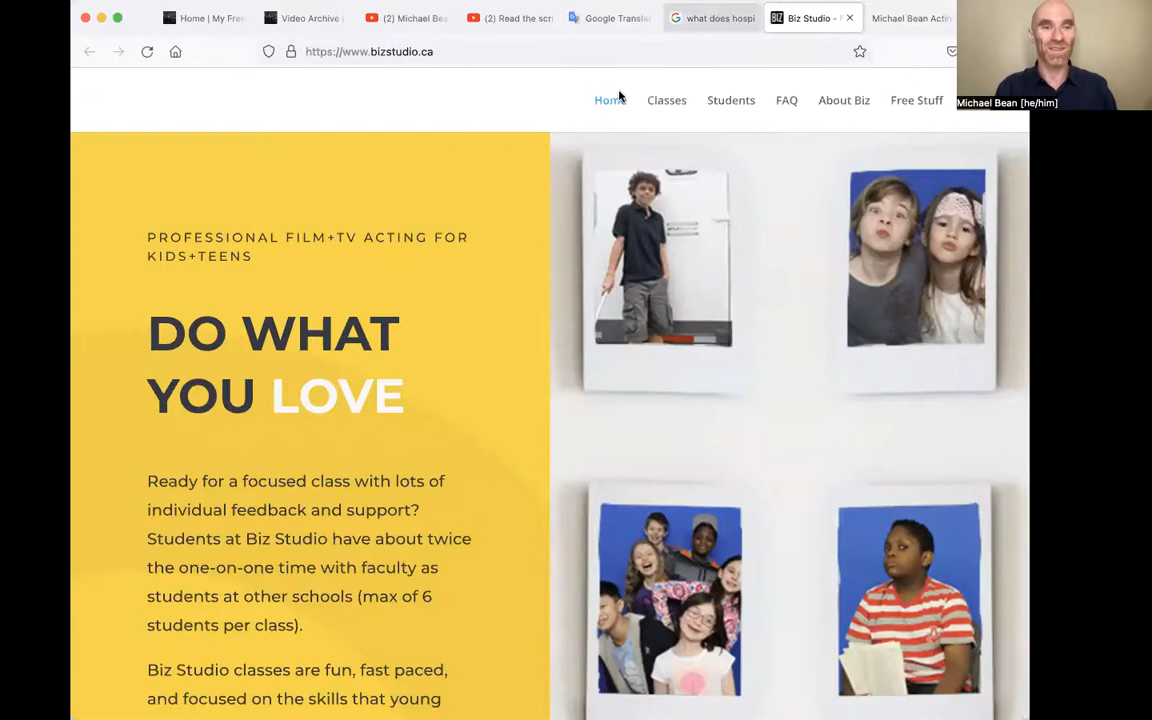 Home | My Free
Video Archive |
(2) Michael Bea
(2) Read the scri
Google Transla
what does hospi
BIZ Biz Studio -
Michael Bean Actin
https://www.bizstudio.ca
Michael Bean [he/him]
Home Classes Students FAQ About Biz Free Stuff
PROFESSIONAL FILM+TV ACTING FOR
KIDS+TEENS
DO WHAT
YOU LOVE
Ready for a focused class with lots of
individual feedback and support?
Students at Biz Studio have about twice
the one-on-one time with faculty as
students at other schools (max of 6
students per class).
Biz Studio classes are fun, fast paced,
and focused on the skills that young